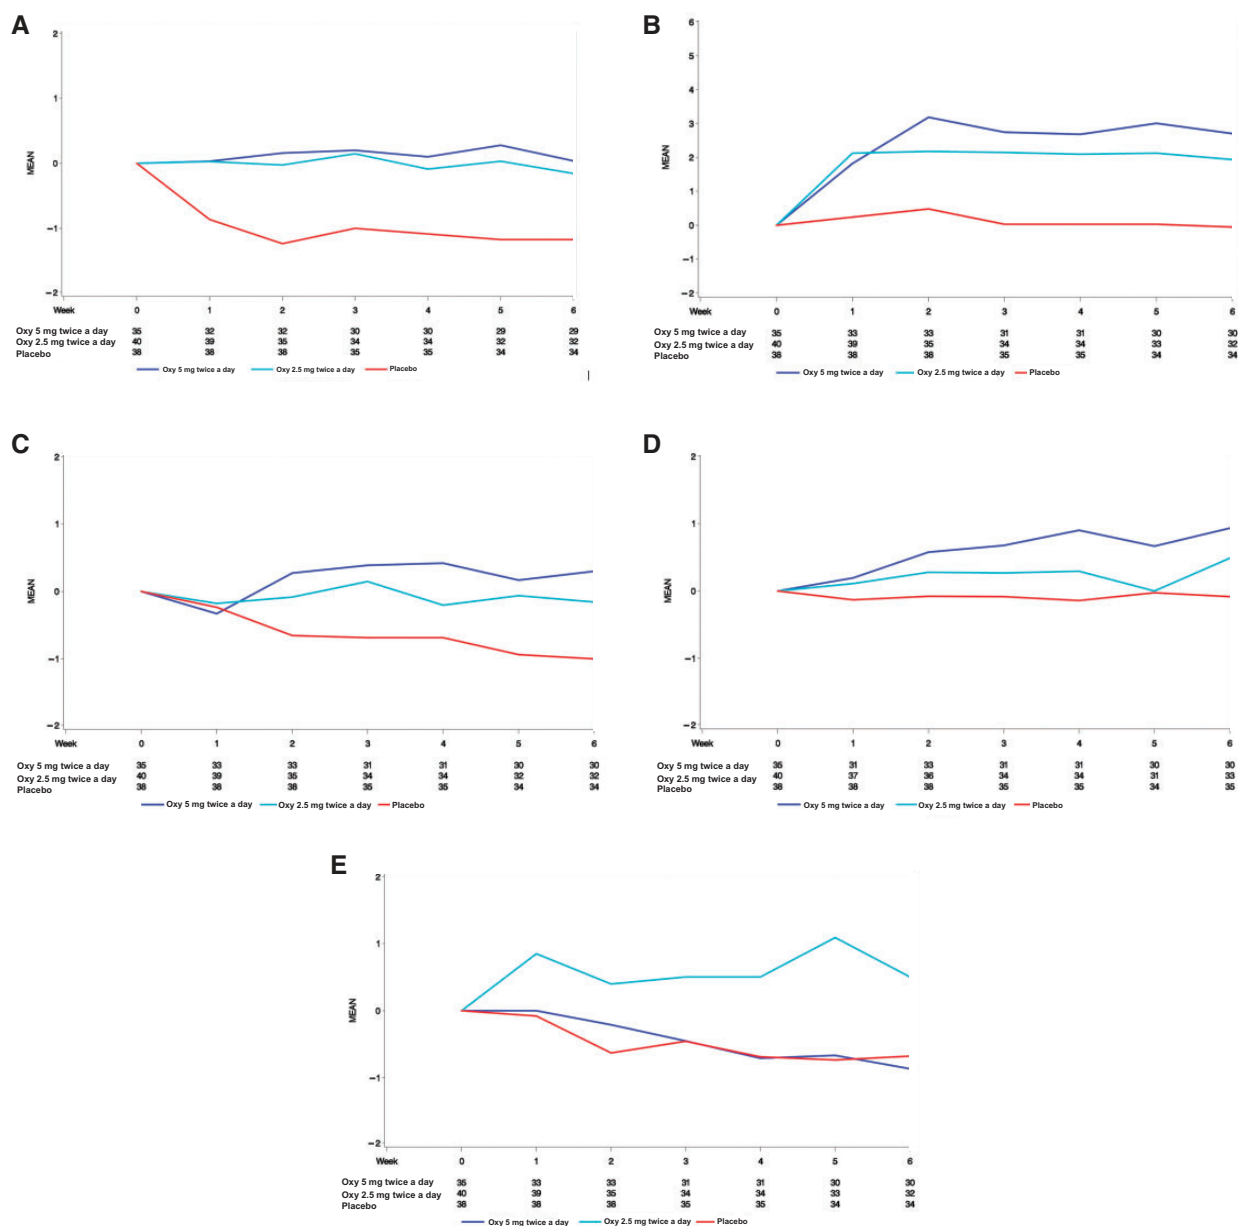 A
2
1
0
−1
−2
MEAN
Week 0 1 2 3 4 5 6
Oxy 5 mg twice a day 35 32 32 30 30 29 29
Oxy 2.5 mg twice a day 40 39 35 34 34 32 32
Placebo 38 38 38 35 35 34 34
Oxy 5 mg twice a day Oxy 2.5 mg twice a day Placebo
B
6
5
4
3
2
1
0
−1
−2
MEAN
Week 0 1 2 3 4 5 6
Oxy 5 mg twice a day 35 33 33 31 31 30 30
Oxy 2.5 mg twice a day 40 39 35 34 34 33 32
Placebo 38 38 38 35 35 34 34
Oxy 5 mg twice a day Oxy 2.5 mg twice a day Placebo
C
2
1
0
−1
−2
MEAN
Week 0 1 2 3 4 5 6
Oxy 5 mg twice a day 35 33 33 31 31 30 30
Oxy 2.5 mg twice a day 40 39 35 34 34 32 32
Placebo 38 38 38 35 35 34 34
Oxy 5 mg twice a day Oxy 2.5 mg twice a day Placebo
D
2
1
0
−1
−2
MEAN
Week 0 1 2 3 4 5 6
Oxy 5 mg twice a day 35 31 33 31 31 30 30
Oxy 2.5 mg twice a day 40 37 36 34 34 31 33
Placebo 38 38 38 35 35 34 35
Oxy 5 mg twice a day Oxy 2.5 mg twice a day Placebo
E
2
1
0
−1
−2
MEAN
Week 0 1 2 3 4 5 6
Oxy 5 mg twice a day 35 33 33 31 31 30 30
Oxy 2.5 mg twice a day 40 39 35 34 34 33 32
Placebo 38 38 38 35 35 34 34
Oxy 5 mg twice a day Oxy 2.5 mg twice a day Placebo